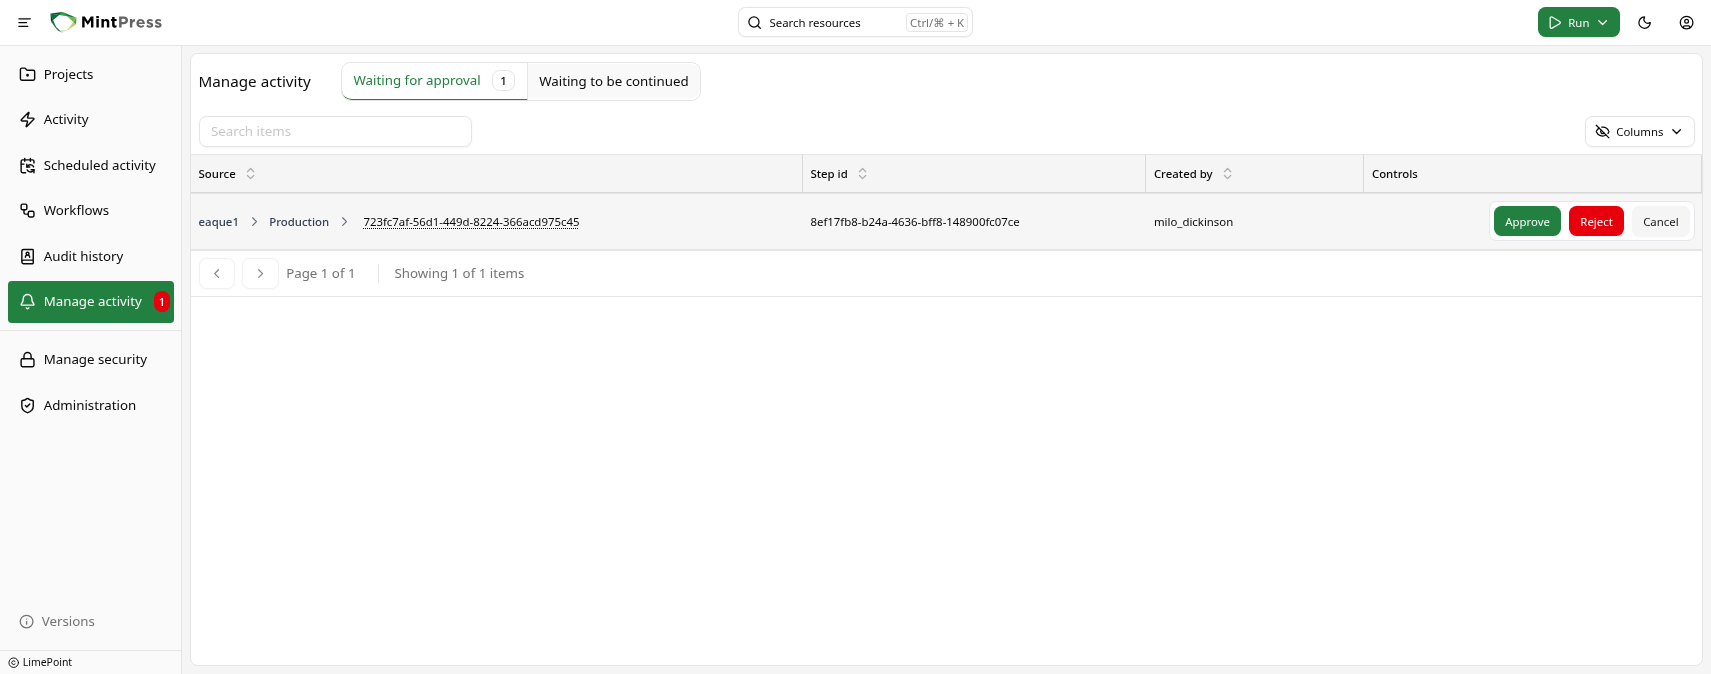 MintPress
Search resources Ctrl/⌘ + K
Run
Projects
Activity
Scheduled activity
Workflows
Audit history
Manage activity 1
Manage security
Administration
Versions
LimePoint
Manage activity
Waiting for approval 1
Waiting to be continued
Search items
Columns
Source Step id Created by Controls
eaque1 Production 723fc7af-56d1-449d-8224-366acd975c45 8ef17fb8-b24a-4636-bff8-148900fc07ce milo_dickinson Approve Reject Cancel
Page 1 of 1 Showing 1 of 1 items